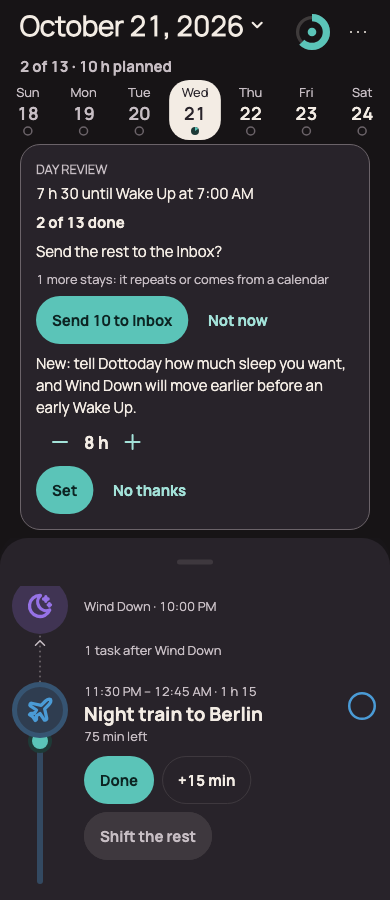 October 21, 2026
2 of 13 · 10 h planned
Sun Mon Tue Wed Thu Fri Sat
18 19 20 21 22 23 24
DAY REVIEW
7 h 30 until Wake Up at 7:00 AM
2 of 13 done
Send the rest to the Inbox?
1 more stays: it repeats or comes from a calendar
Send 10 to Inbox Not now
New: tell Dottoday how much sleep you want,
and Wind Down will move earlier before an
early Wake Up.
8 h
Set No thanks
Wind Down · 10:00 PM
1 task after Wind Down
11:30 PM – 12:45 AM · 1 h 15
Night train to Berlin
75 min left
Done +15 min
Shift the rest